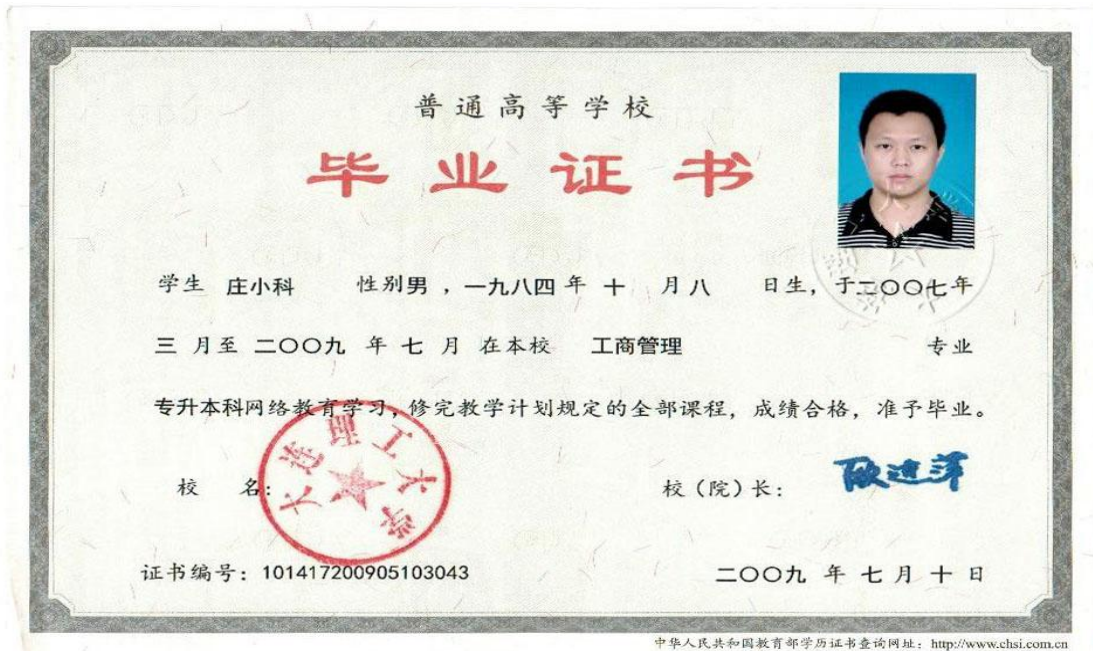 普通高等学校
毕业证书
学生 庄小科 性别男，一九八四年 十 月八 日生，于二〇〇七年
三 月至 二〇〇九 年 七 月 在本校 工商管理 专业
专升本科网络教育学习，修完教学计划规定的全部课程，成绩合格，准予毕业。
大连理工大学
校 名： 校（院）长：
证书编号：101417200905103043 二〇〇九 年 七 月 十 日
中华人民共和国教育部学历证书查询网址：http://www.chsi.com.cn